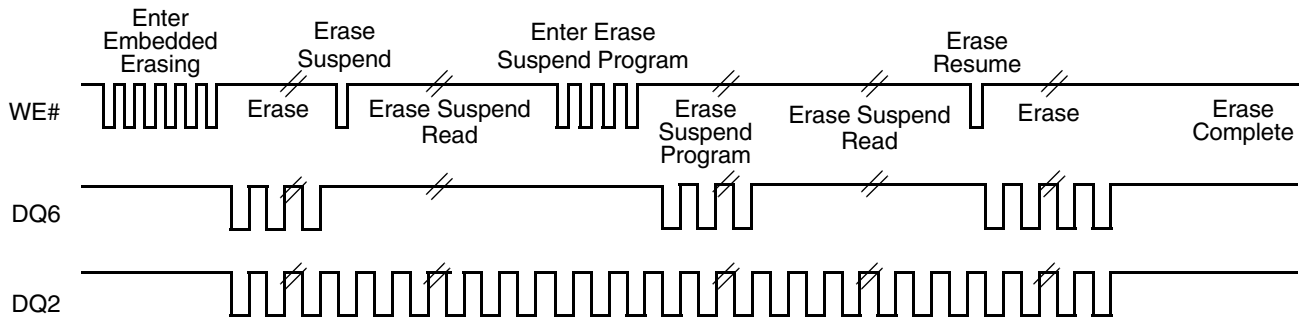 Enter
Embedded
Erasing
Erase
Suspend
Enter Erase
Suspend Program
Erase
Resume
WE#
Erase
Erase Suspend
Read
Erase
Suspend
Program
Erase Suspend
Read
Erase
Erase
Complete
DQ6
DQ2